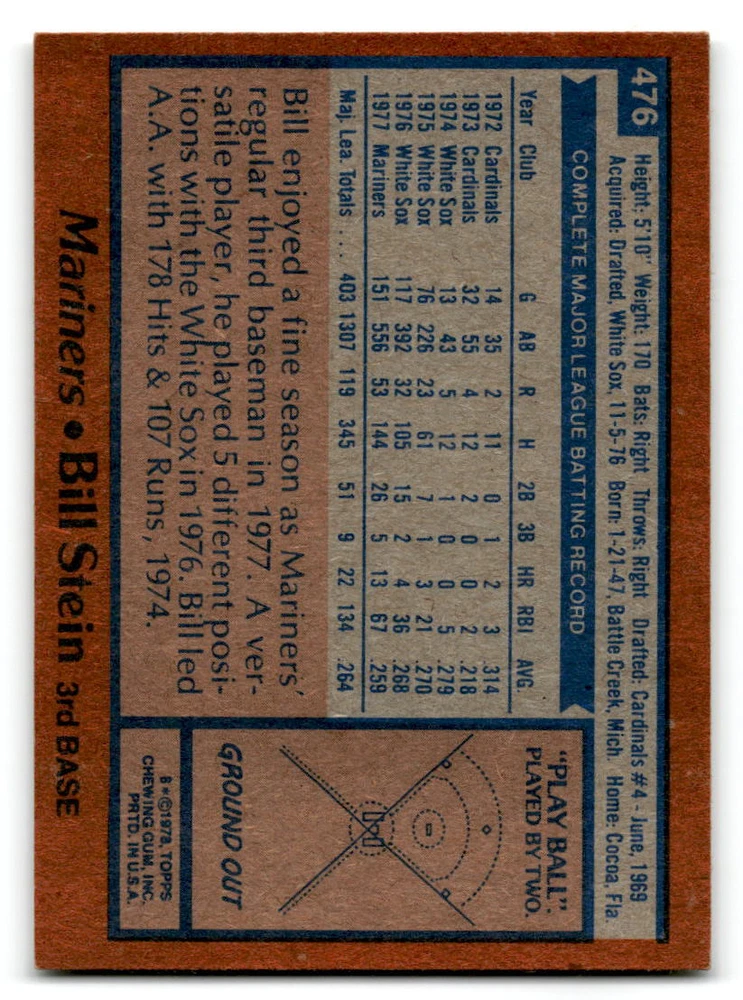 476
Height: 5'10" Weight: 170 Bats: Right Throws: Right Drafted: Cardinals #4 - June, 1969
Acquired: Drafted, White Sox, 11-5-76 Born: 1-21-47, Battle Creek, Mich. Home: Cocoa, Fla.
COMPLETE MAJOR LEAGUE BATTING RECORD
Year Club G AB R H 2B 3B HR RBI AVG.
1972 Cardinals 14 35 2 11 0 1 2 3 .314
1973 Cardinals 32 55 4 12 2 0 0 2 .218
1974 White Sox 13 43 5 12 1 0 0 5 .279
1975 White Sox 76 226 23 61 7 1 3 21 .270
1976 White Sox 117 392 32 105 15 2 4 36 .268
1977 Mariners 151 556 53 144 26 5 13 67 .259
Maj. Lea. Totals . . . 403 1307 119 345 51 9 22 134 .264
Bill enjoyed a fine season as Mariners'
regular third baseman in 1977. A ver-
satile player, he played 5 different posi-
tions with the White Sox in 1976. Bill led
A.A. with 178 Hits & 107 Runs, 1974.
"PLAY BALL"
PLAYED BY TWO.
GROUND OUT
B * © 1978, TOPPS
CHEWING GUM, INC.
PRTD. IN U.S.A.
Mariners • Bill Stein 3rd BASE